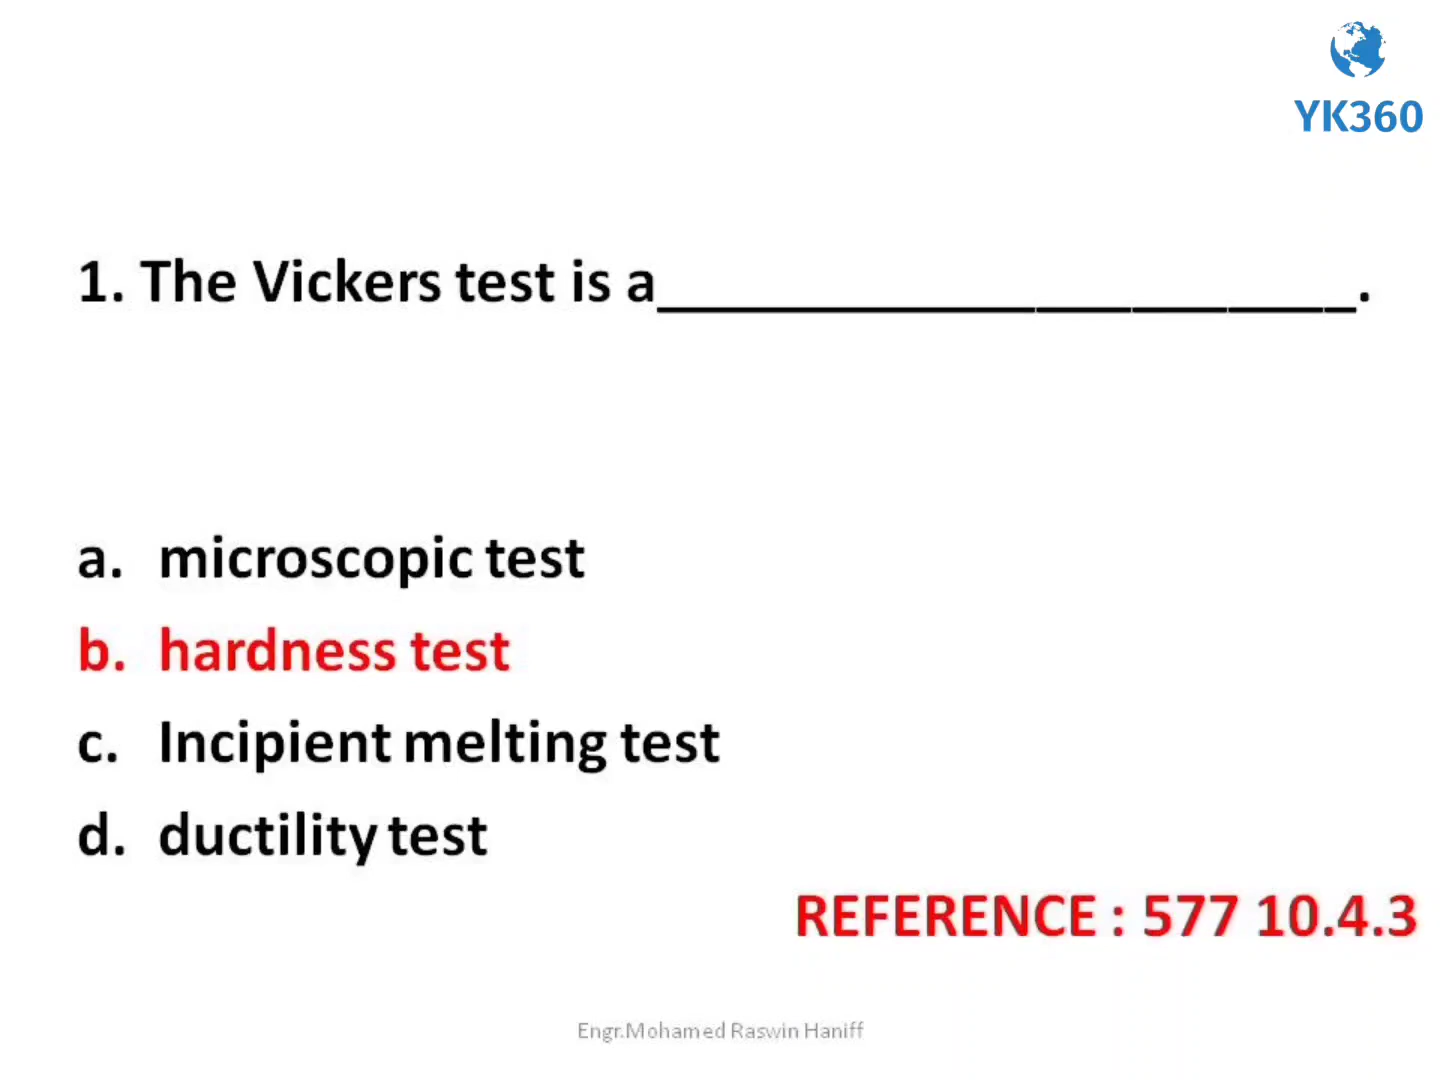 YK360
1. The Vickers test is a______________________.
a. microscopic test
b. hardness test
c. Incipient melting test
d. ductility test
REFERENCE : 577 10.4.3
Engr.Mohamed Raswin Haniff